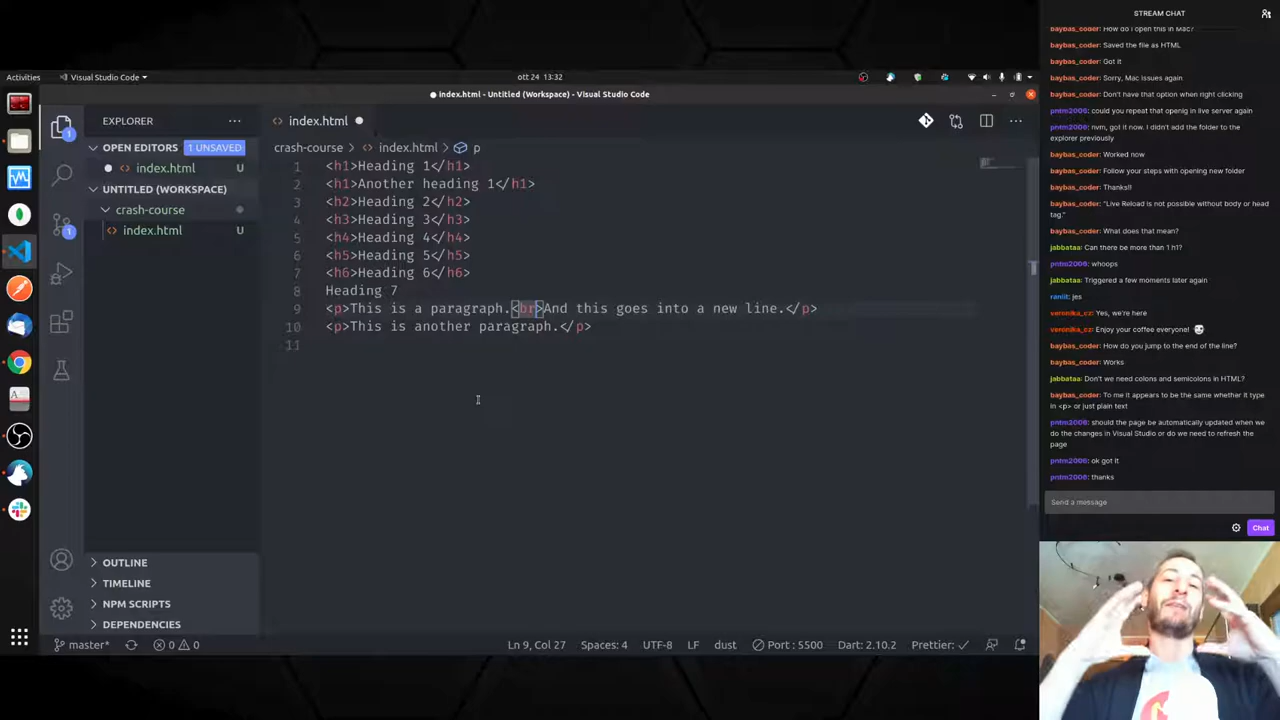 STREAM CHAT
baybas_coder: How do I open this in Mac?
baybas_coder: Saved the file as HTML
baybas_coder: Got it
baybas_coder: Sorry, Mac issues again
baybas_coder: Don't have that option when right clicking
pntm2006: could you repeat that openig in live server again
pntm2006: nvm, got it now. I didn't add the folder to the
explorer previously
baybas_coder: Worked now
baybas_coder: Follow your steps with opening new folder
baybas_coder: Thanks!!
baybas_coder: "Live Reload is not possible without body or head
tag."
baybas_coder: What does that mean?
jabbataa: Can there be more than 1 h1?
pntm2006: whoops
jabbataa: Triggered a few moments later again
ranlit: jes
veronika_cz: Yes, we're here
veronika_cz: Enjoy your coffee everyone!
baybas_coder: How do you jump to the end of the line?
baybas_coder: Works
jabbataa: Don't we need colons and semicolons in HTML?
baybas_coder: To me it appears to be the same whether it type
in <p> or just plain text
pntm2006: should the page be automatically updated when we
do the changes in Visual Studio or do we need to refresh the
page
pntm2006: ok got it
pntm2006: thanks
Send a message
Chat
Activities
Visual Studio Code
ott 24 13:32
● index.html - Untitled (Workspace) - Visual Studio Code
EXPLORER
OPEN EDITORS
1 UNSAVED
index.html U
UNTITLED (WORKSPACE)
crash-course
index.html U
OUTLINE
TIMELINE
NPM SCRIPTS
DEPENDENCIES
1
1
index.html
crash-course > index.html > p
1 <h1>Heading 1</h1>
2 <h1>Another heading 1</h1>
3 <h2>Heading 2</h2>
4 <h3>Heading 3</h3>
5 <h4>Heading 4</h4>
6 <h5>Heading 5</h5>
7 <h6>Heading 6</h6>
8 Heading 7
9 <p>This is a paragraph.<br>And this goes into a new line.</p>
10 <p>This is another paragraph.</p>
11
master* 0 0 Ln 9, Col 27 Spaces: 4 UTF-8 LF dust Port : 5500 Dart: 2.10.2 Prettier: ✓